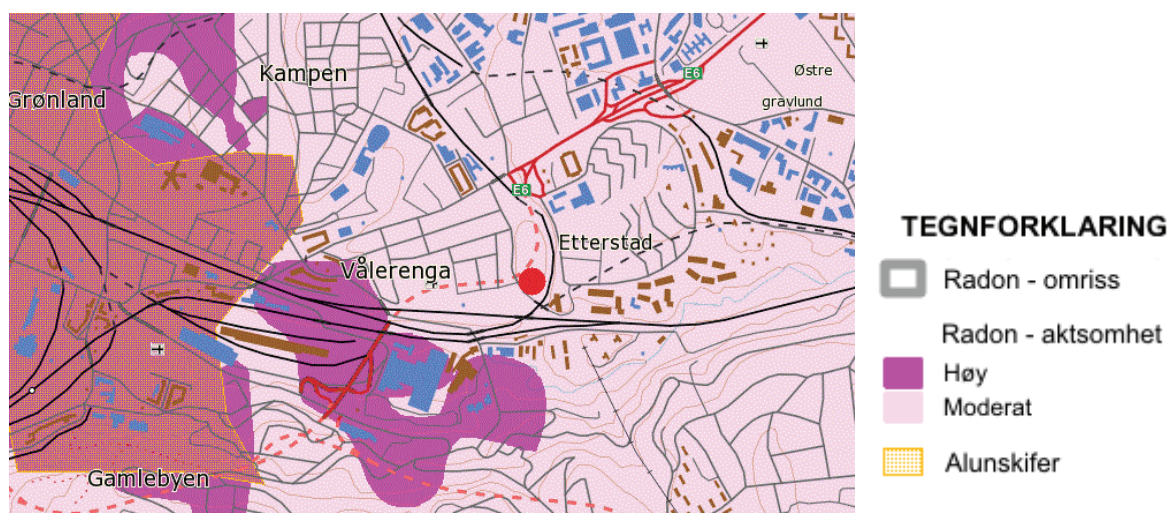 Kampen
E6
Østre
Grønland
gravlund
E6
Etterstad
Vålerenga
Gamlebyen
TEGNFORKLARING
Radon - omriss
Radon - aktsomhet
Høy
Moderat
Alunskifer